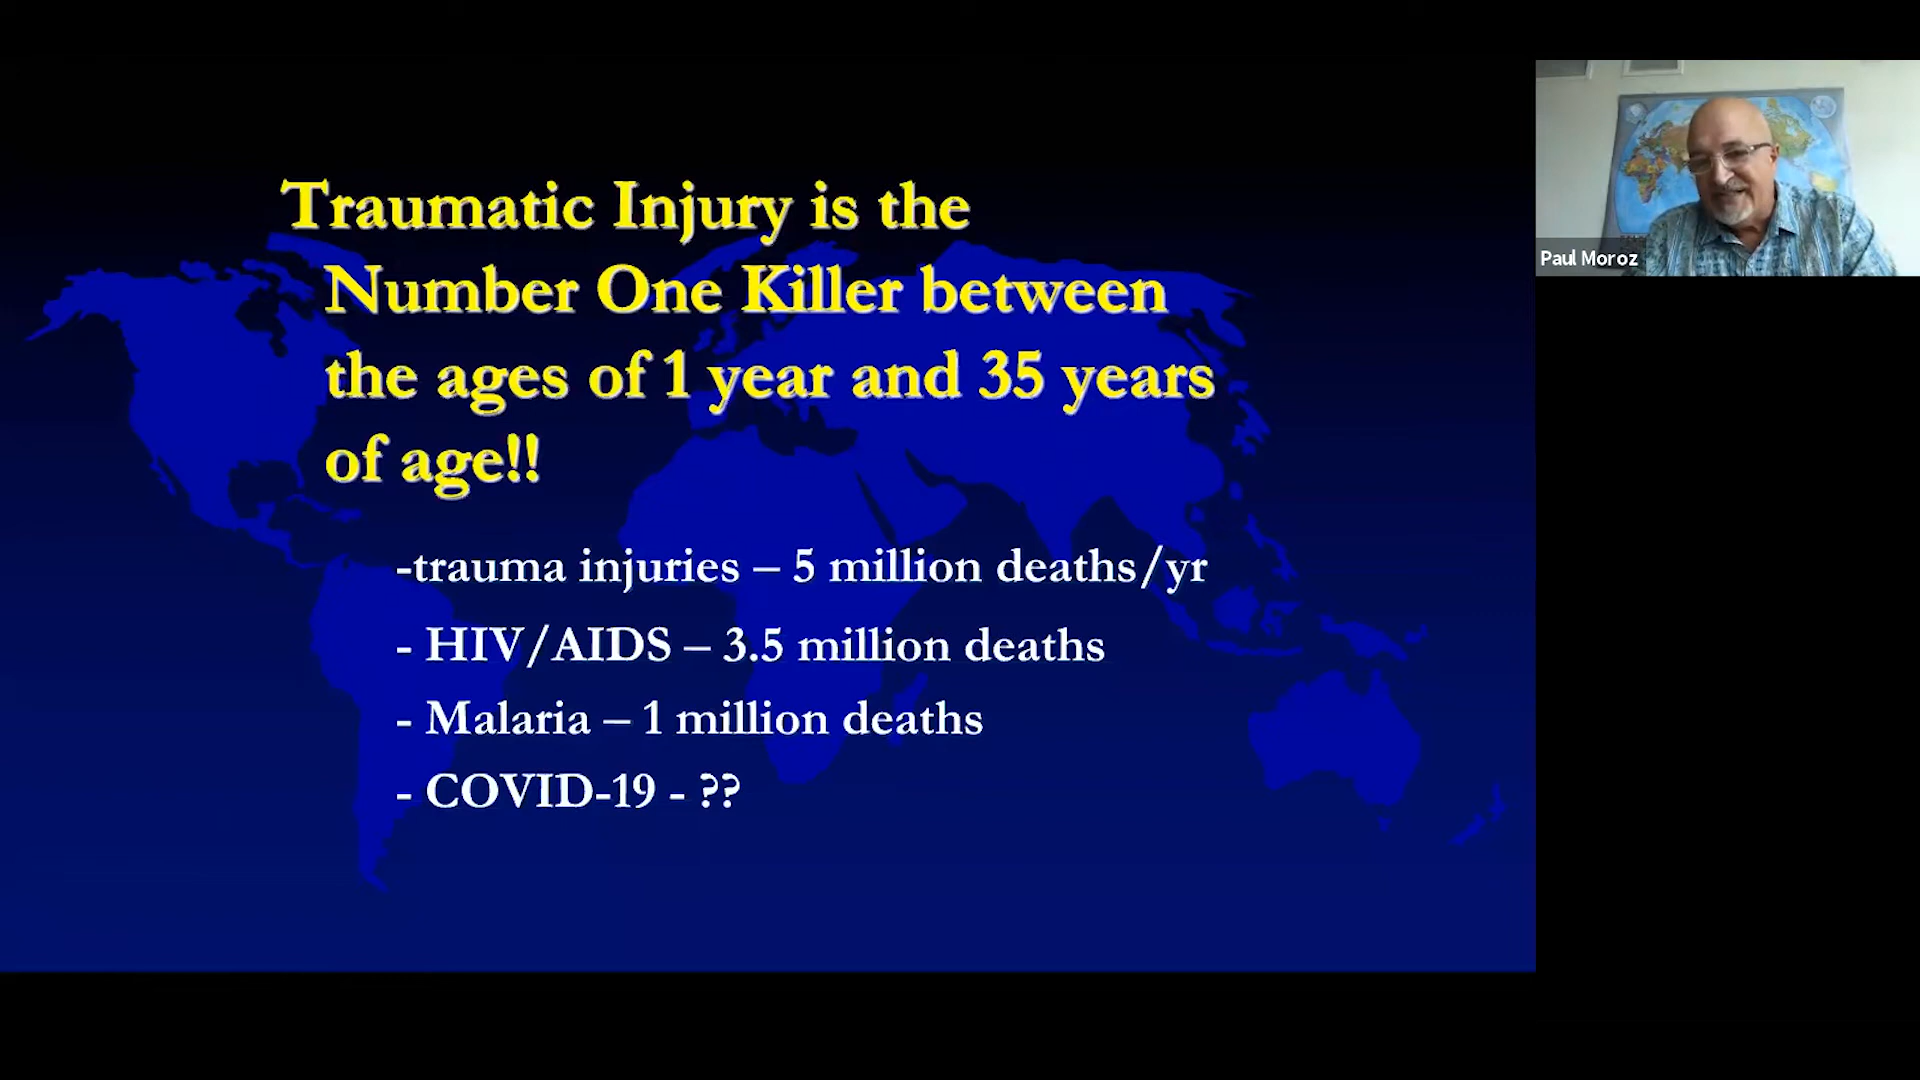 Traumatic Injury is the
Number One Killer between
the ages of 1 year and 35 years
of age!!
-trauma injuries – 5 million deaths/yr
- HIV/AIDS – 3.5 million deaths
- Malaria – 1 million deaths
- COVID-19 - ??
Paul Moroz